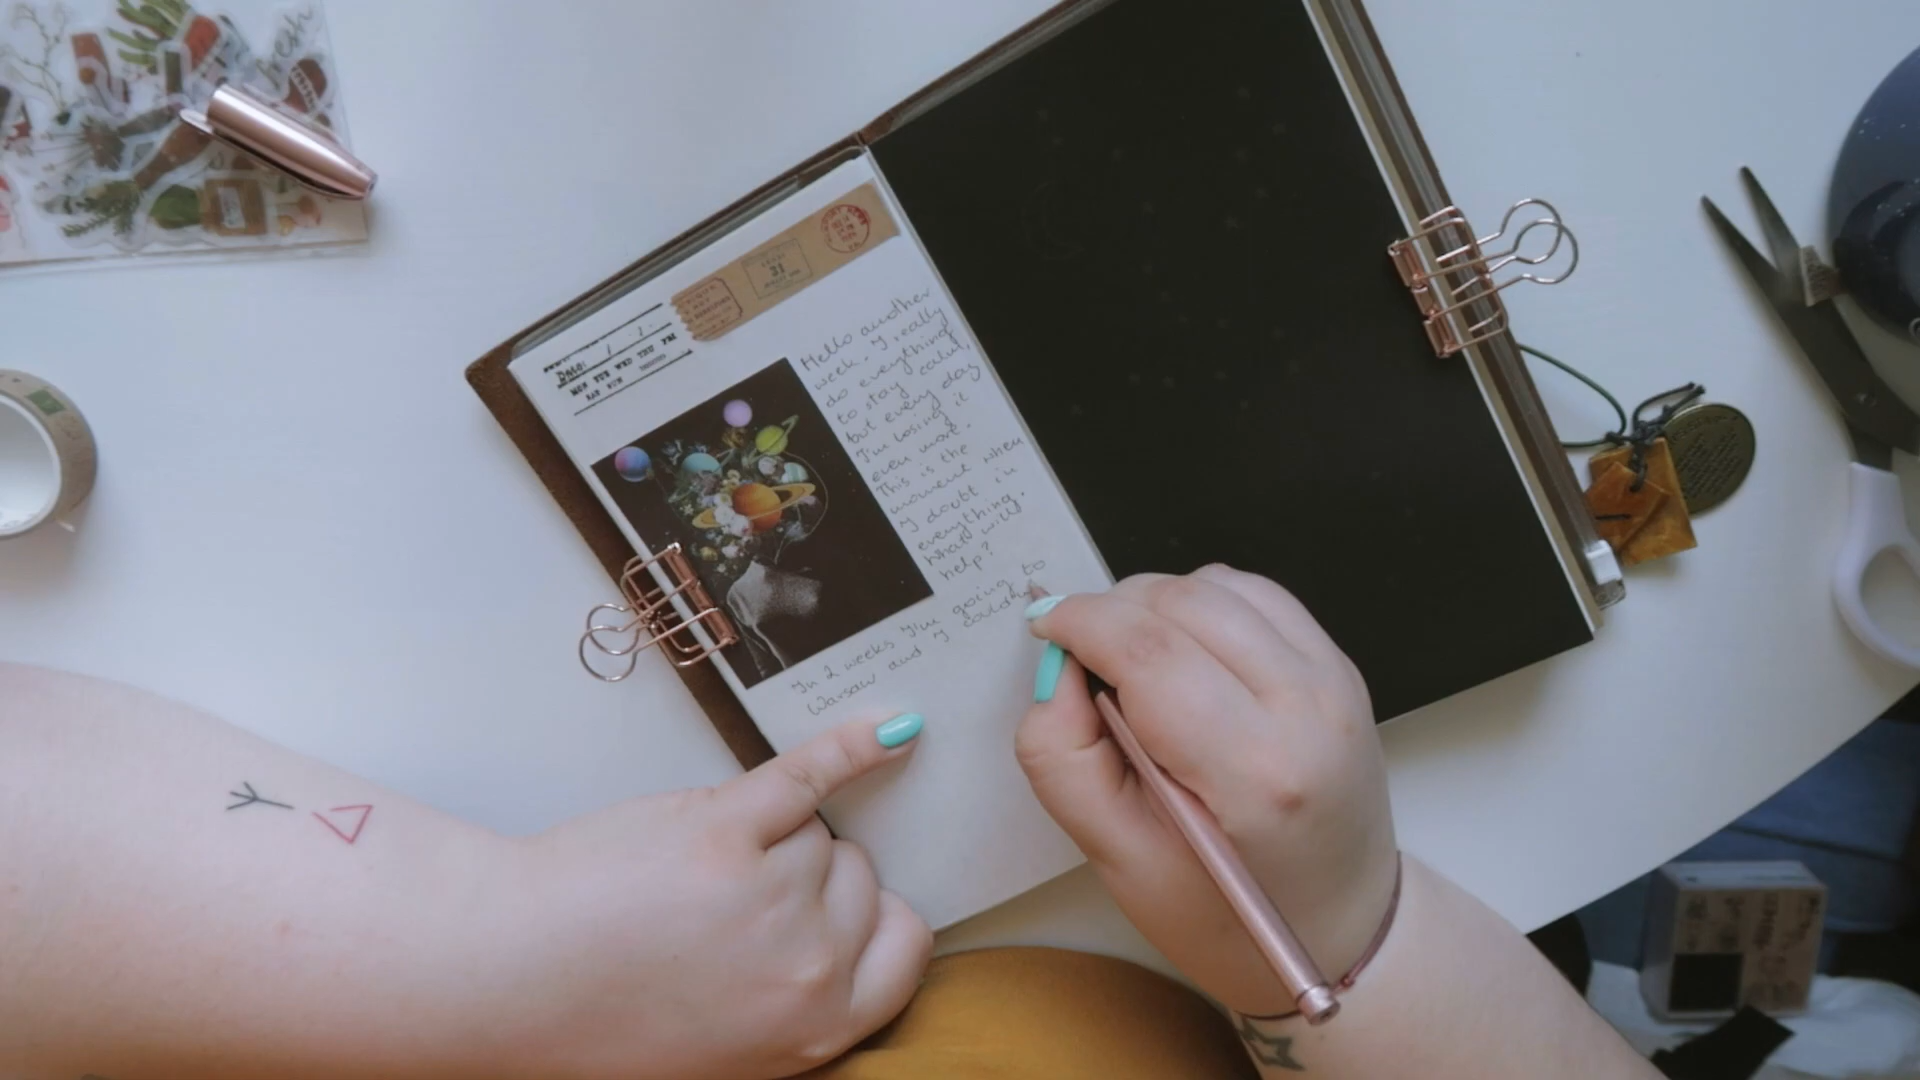 Date:
MON TUE WED THU FRI
SAT SUN
31
Hello another
week. I really
do everything
to stay calm,
but every day
I'm losing it
even more.
This is the
moment when
I doubt in
everything.
What will
help?
In 2 weeks I'm going to
Warsaw and I couldn't
fresh